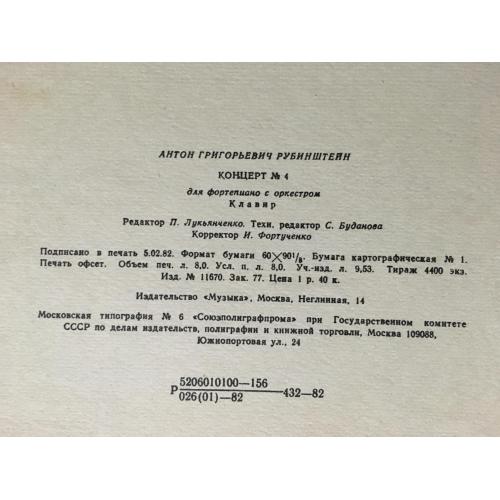 АНТОН ГРИГОРЬЕВИЧ РУБИНШТЕЙН
КОНЦЕРТ № 4
для фортепиано с оркестром
Клавир
Редактор П. Лукьянченко. Техн. редактор С. Буданова
Корректор И. Фортученко
Подписано в печать 5.02.82. Формат бумаги 60×90 1/8. Бумага картографическая № 1.
Печать офсет. Объем печ. л. 8,0. Усл. п. л. 8,0. Уч.-изд. л. 9,53. Тираж 4400 экз.
Изд. № 11670. Зак. 77. Цена 1 р. 40 к.
Издательство «Музыка», Москва, Неглинная, 14
Московская типография № 6 «Союзполиграфпрома» при Государственном комитете
СССР по делам издательств, полиграфии и книжной торговли, Москва 109088,
Южнопортовая ул., 24
Р 5206010100—156
026(01)—82 432—82